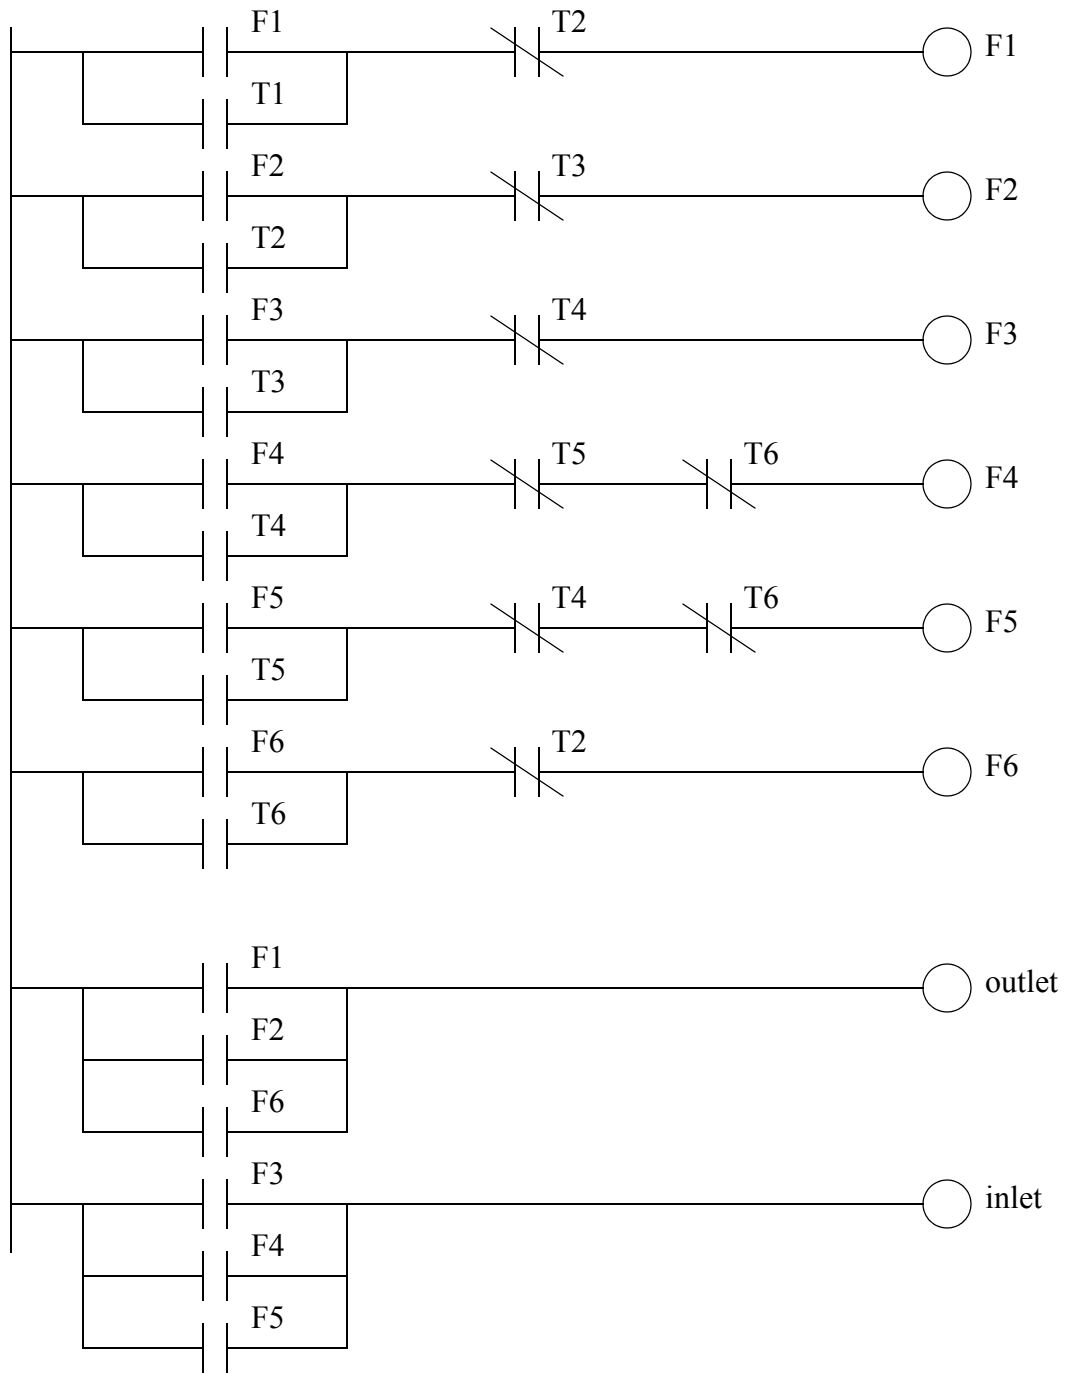 F1 T2 F1
T1
F2 T3 F2
T2
F3 T4 F3
T3
F4 T5 T6 F4
T4
F5 T4 T6 F5
T5
F6 T2 F6
T6
F1 outlet
F2
F6
F3 inlet
F4
F5